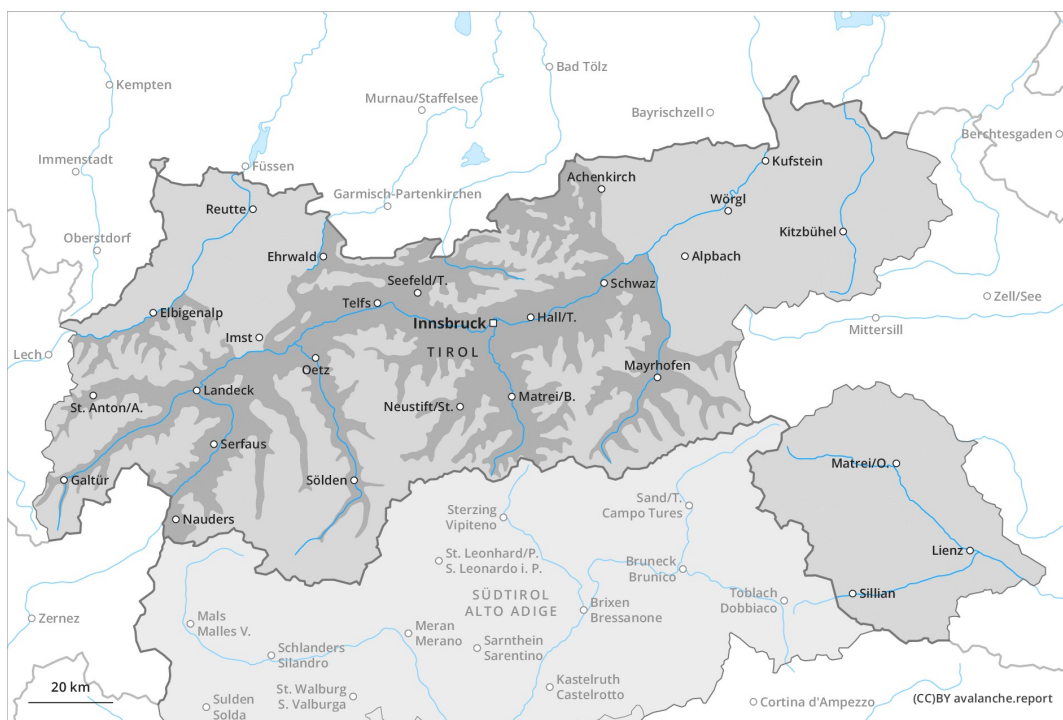 Kempten
Bad Tölz
Murnau/Staffelsee
Bayrischzell
Berchtesgaden
Immenstadt
Füssen
Kufstein
Achenkirch
Garmisch-Partenkirchen
Wörgl
Reutte
Kitzbühel
Oberstdorf
Ehrwald
Alpbach
Seefeld/T.
Schwaz
Zell/See
Telfs
Elbigenalp
Innsbruck
Hall/T.
Mittersill
Imst
Lech
TIROL
Oetz
Mayrhofen
Landeck
St. Anton/A.
Neustift/St.
Matrei/B.
Serfaus
Matrei/O.
Galtür
Sölden
Sand/T.
Campo Tures
Sterzing
Vipiteno
Nauders
Lienz
St. Leonhard/P.
S. Leonardo i. P.
Bruneck
Brunico
Sillian
SÜDTIROL
ALTO ADIGE
Toblach
Dobbiaco
Brixen
Bressanone
Zernez
Mals
Malles V.
Meran
Merano
Sarnthein
Sarentino
Schlanders
Silandro
Kastelruth
Castelrotto
20 km
St. Walburg
S. Valburga
Sulden
Solda
Cortina d'Ampezzo
(CC)BY avalanche.report